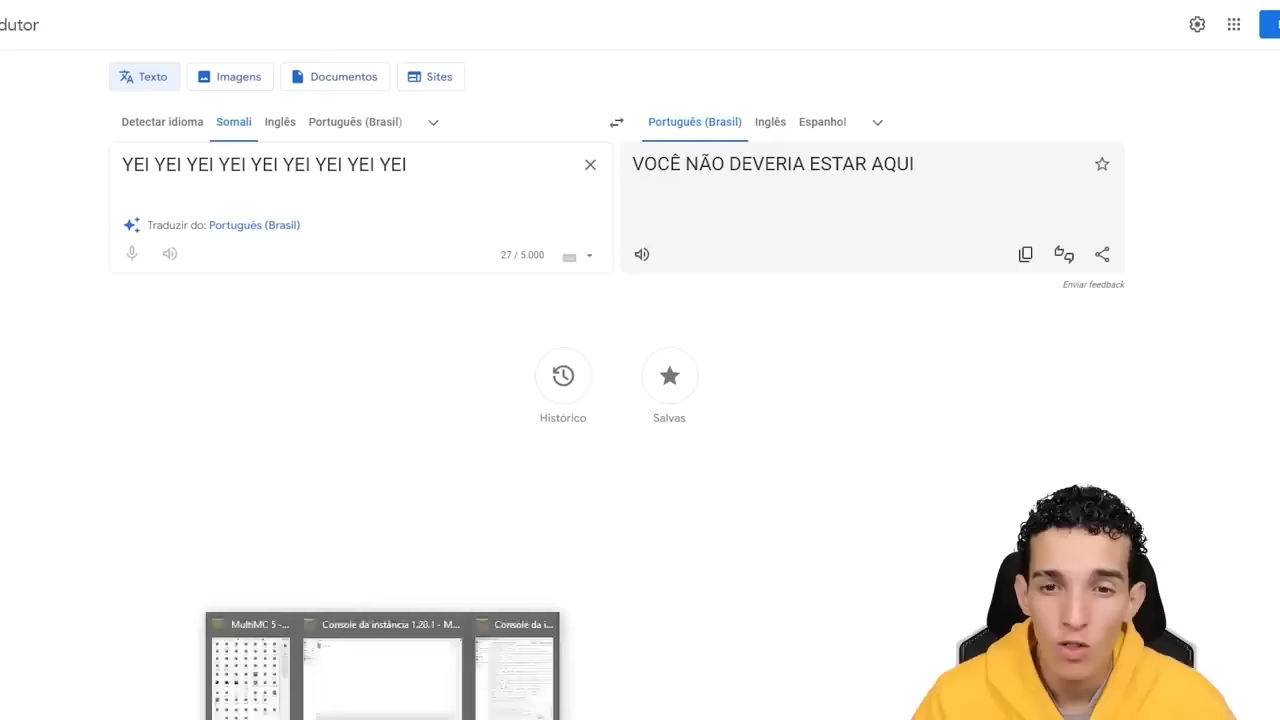 dutor
Texto
Imagens
Documentos
Sites
Detectar idioma
Somali
Inglês
Português (Brasil)
Português (Brasil)
Inglês
Espanhol
YEI YEI YEI YEI YEI YEI YEI YEI YEI
VOCÊ NÃO DEVERIA ESTAR AQUI
Traduzir do: Português (Brasil)
27 / 5.000
Enviar feedback
Histórico
Salvas
MultiMC 5 -...
Console da instância 1.20.1 - M...
Console da i...